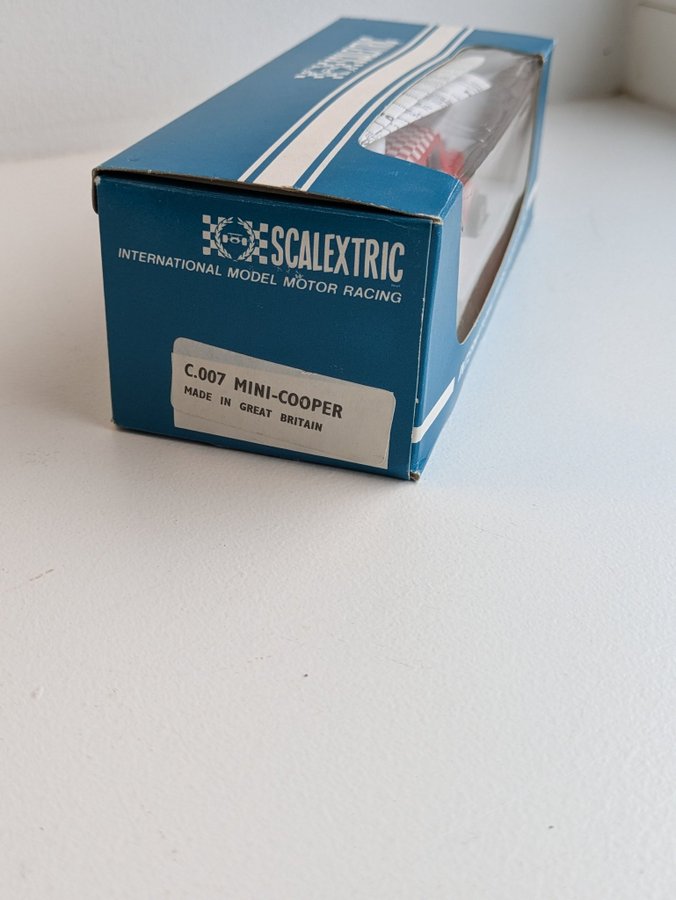 SCALEXTRIC
INTERNATIONAL MODEL MOTOR RACING
C.007 MINI-COOPER
MADE IN GREAT BRITAIN